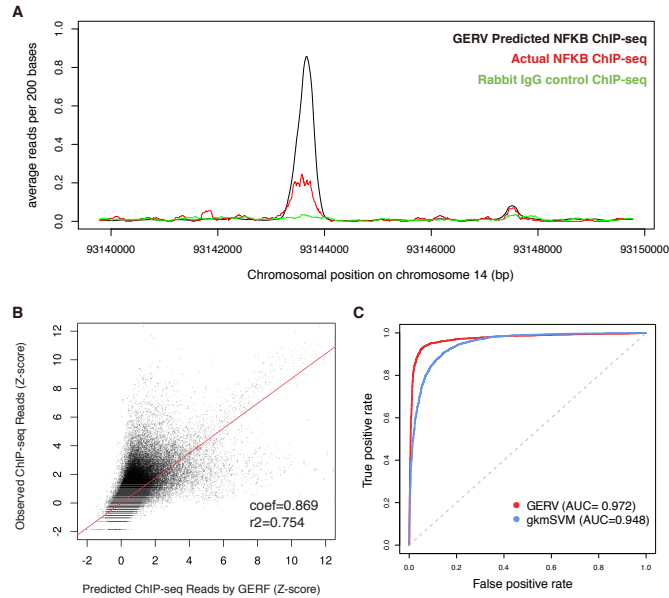 A
GERV Predicted NFKB ChIP-seq
Actual NFKB ChIP-seq
Rabbit IgG control ChIP-seq
average reads per 200 bases
1.0
0.8
0.6
0.4
0.2
0.0
93140000 93142000 93144000 93146000 93148000 93150000
Chromosomal position on chromosome 14 (bp)
B
Observed ChIP-seq Reads (Z-score)
12
10
8
6
4
2
0
-2
coef=0.869
r2=0.754
-2 0 2 4 6 8 10 12
Predicted ChIP-seq Reads by GERF (Z-score)
C
True positive rate
1.0
0.8
0.6
0.4
0.2
0.0
GERV (AUC= 0.972)
gkmSVM (AUC=0.948)
0.0 0.2 0.4 0.6 0.8 1.0
False positive rate